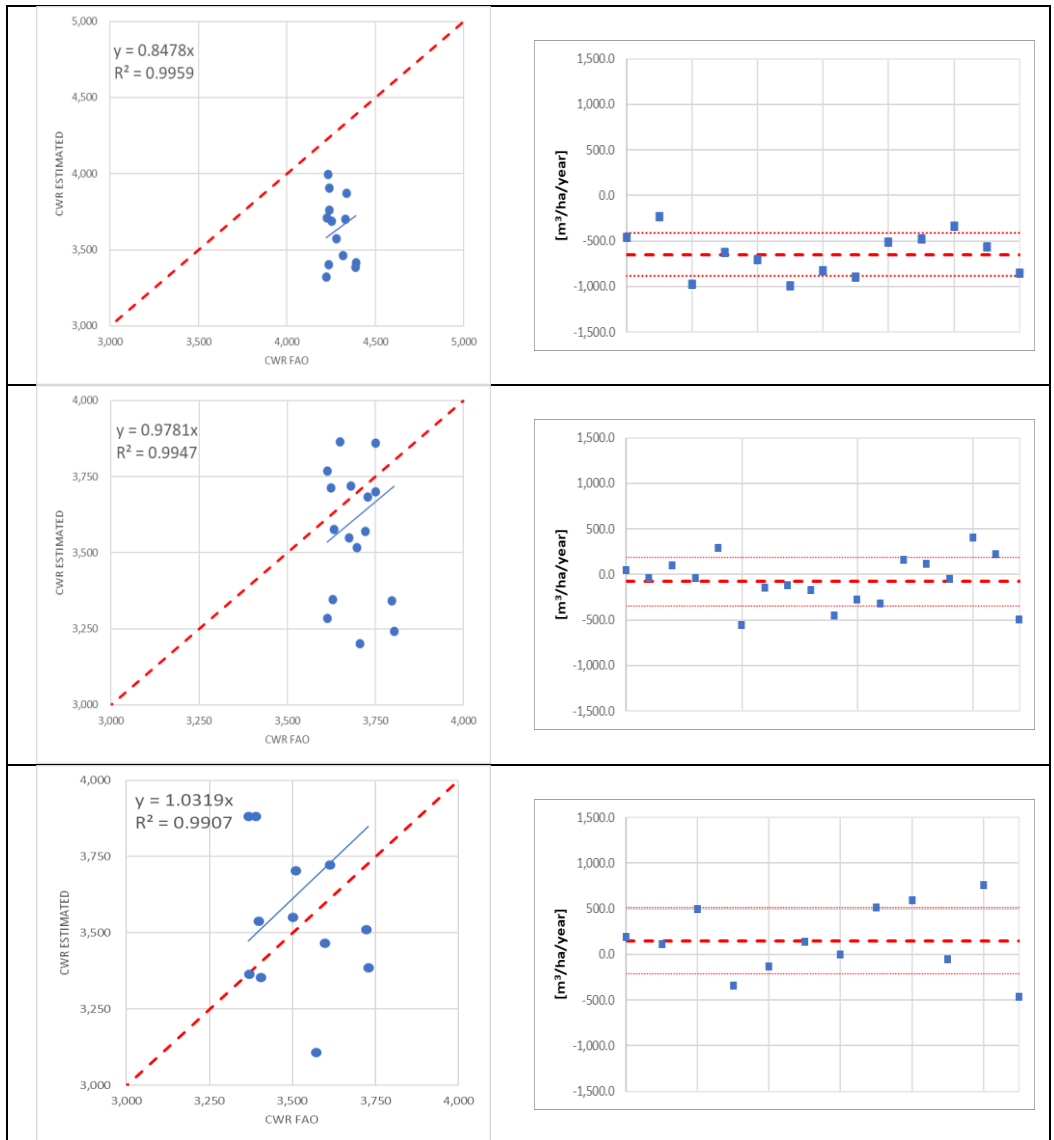 5,000
4,500
4,000
3,500
3,000
CWR ESTIMATED
y = 0.8478x
R² = 0.9959
3,000 3,500 4,000 4,500 5,000
CWR FAO
1,500.0
1,000.0
500.0
0.0
-500.0
-1,000.0
-1,500.0
[m³/ha/year]
4,000
3,750
3,500
3,250
3,000
CWR ESTIMATED
y = 0.9781x
R² = 0.9947
3,000 3,250 3,500 3,750 4,000
CWR FAO
1,500.0
1,000.0
500.0
0.0
-500.0
-1,000.0
-1,500.0
[m³/ha/year]
4,000
3,750
3,500
3,250
3,000
CWR ESTIMATED
y = 1.0319x
R² = 0.9907
3,000 3,250 3,500 3,750 4,000
CWR FAO
1,500.0
1,000.0
500.0
0.0
-500.0
-1,000.0
-1,500.0
[m³/ha/year]